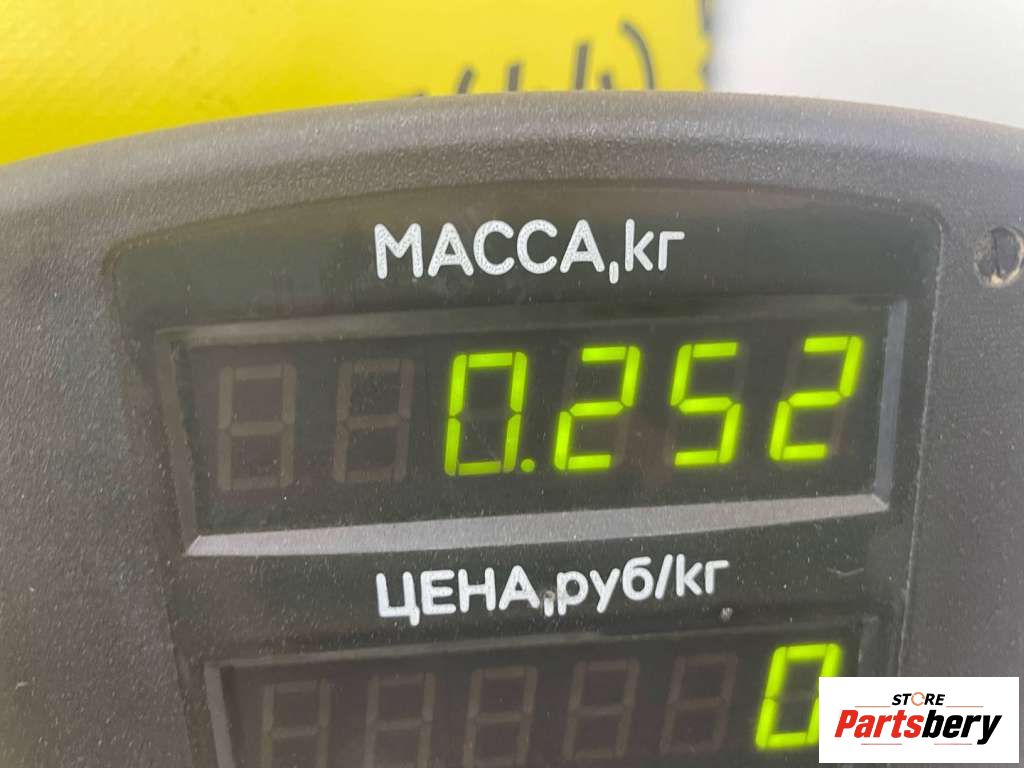 МАССА,кг
0.252
ЦЕНА,руб/кг
0
STORE
Partsbery